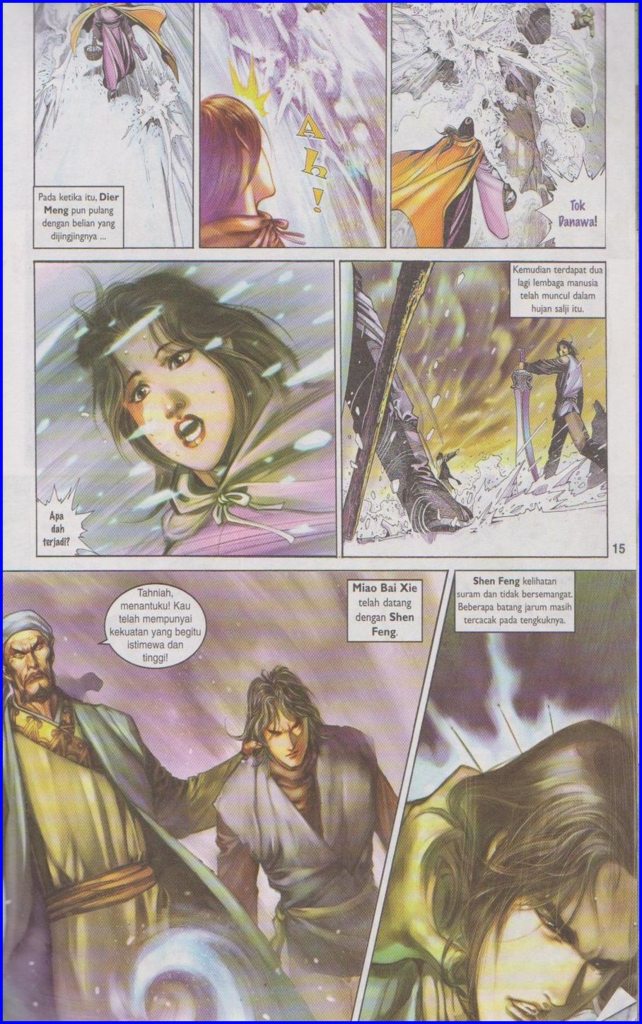 Pada ketika itu, Dier
Meng pun pulang
dengan belian yang
dijingjingnya ...
Ah!
Tok
Danawa!
Apa
dah
terjadi?
Kemudian terdapat dua
lagi lembaga manusia
telah muncul dalam
hujan salji itu.
15
Tahniah,
menantuku! Kau
telah mempunyai
kekuatan yang begitu
istimewa dan
tinggi!
Miao Bai Xie
telah datang
dengan Shen
Feng.
Shen Feng kelihatan
suram dan tidak bersemangat.
Beberapa batang jarum masih
tercacak pada tengkuknya.